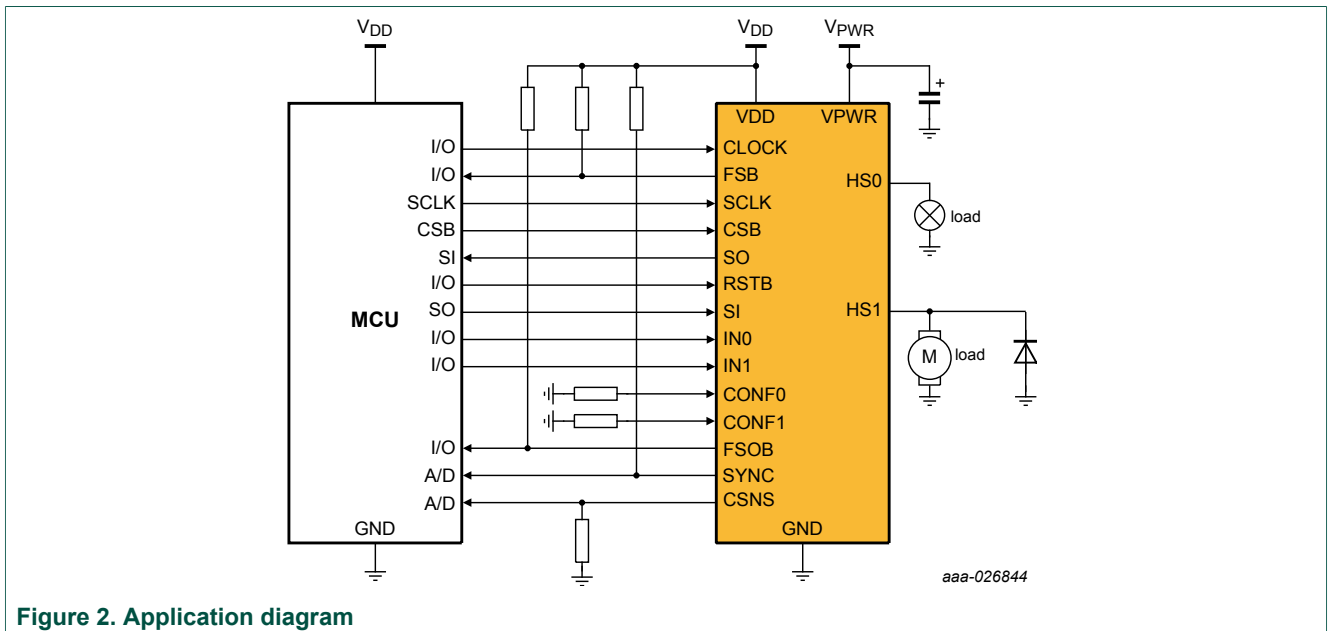 VDD
VDD
VPWR
+
MCU
I/O
I/O
SCLK
CSB
SI
I/O
SO
I/O
I/O
I/O
A/D
A/D
GND
VDD
VPWR
CLOCK
FSB
SCLK
CSB
SO
RSTB
SI
IN0
IN1
CONF0
CONF1
FSOB
SYNC
CSNS
GND
HS0
load
HS1
M
load
aaa-026844
Figure 2. Application diagram